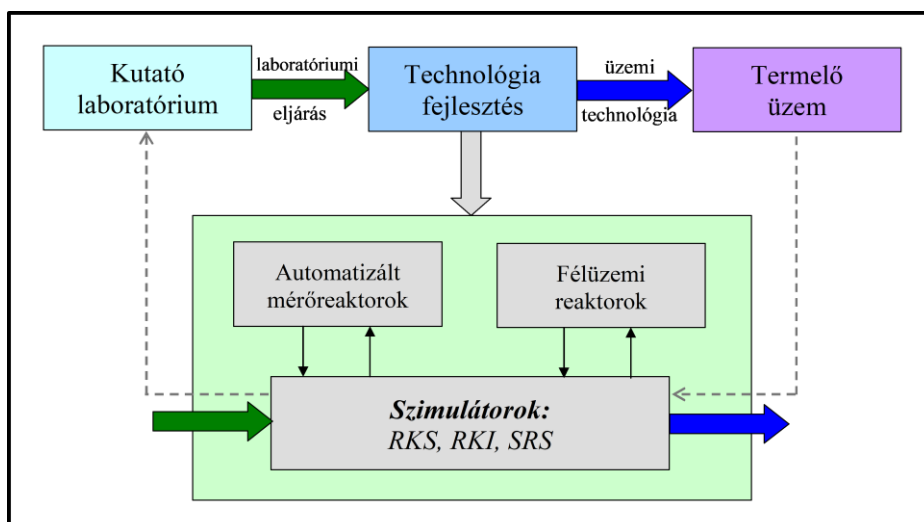 Kutató
laboratórium
laboratóriumi
eljárás
Technológia
fejlesztés
üzemi
technológia
Termelő
üzem
Automatizált
mérőreaktorok
Félüzemi
reaktorok
Szimulátorok:
RKS, RKI, SRS